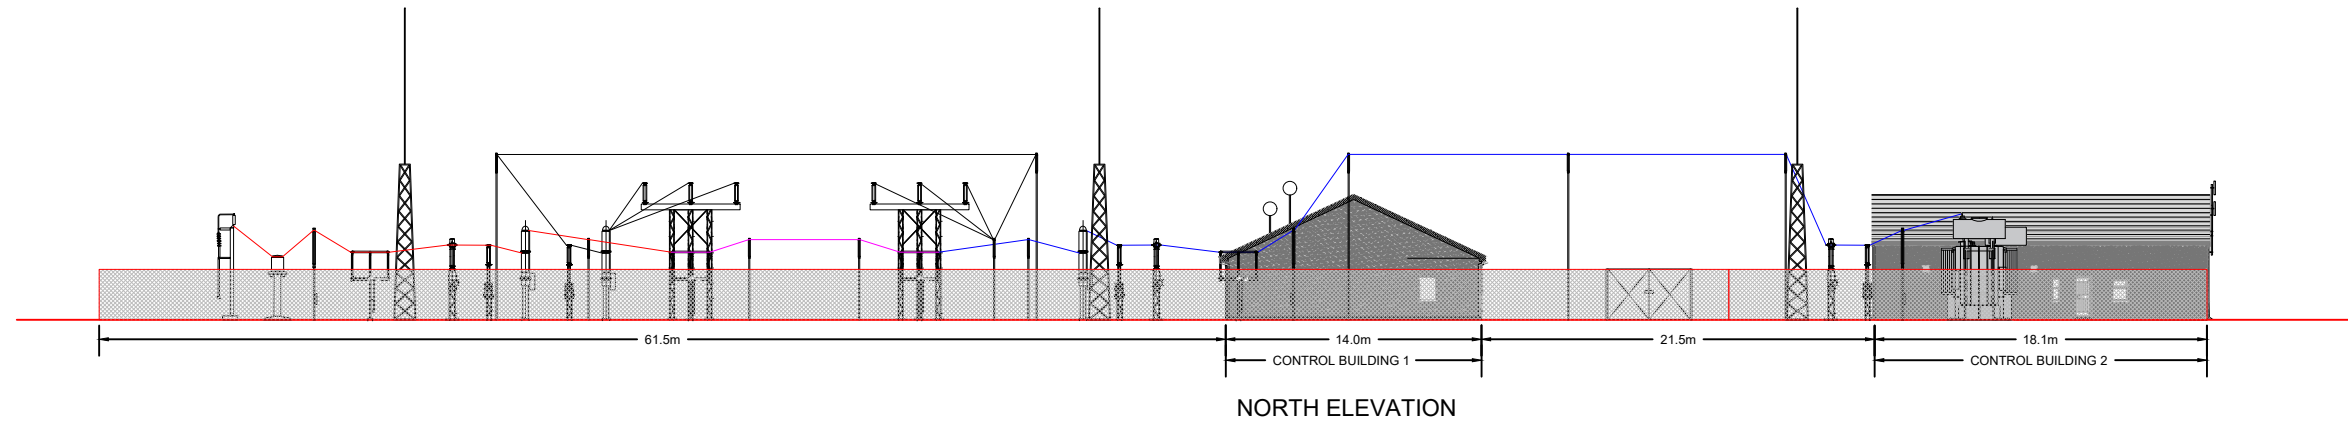 61.5m
14.0m
21.5m
18.1m
CONTROL BUILDING 1
CONTROL BUILDING 2
NORTH ELEVATION